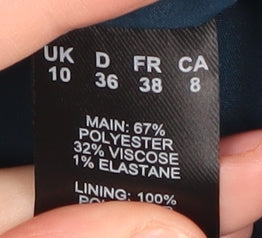 UK D FR CA
10 36 38 8
MAIN: 67%
POLYESTER
32% VISCOSE
1% ELASTANE
LINING: 100%